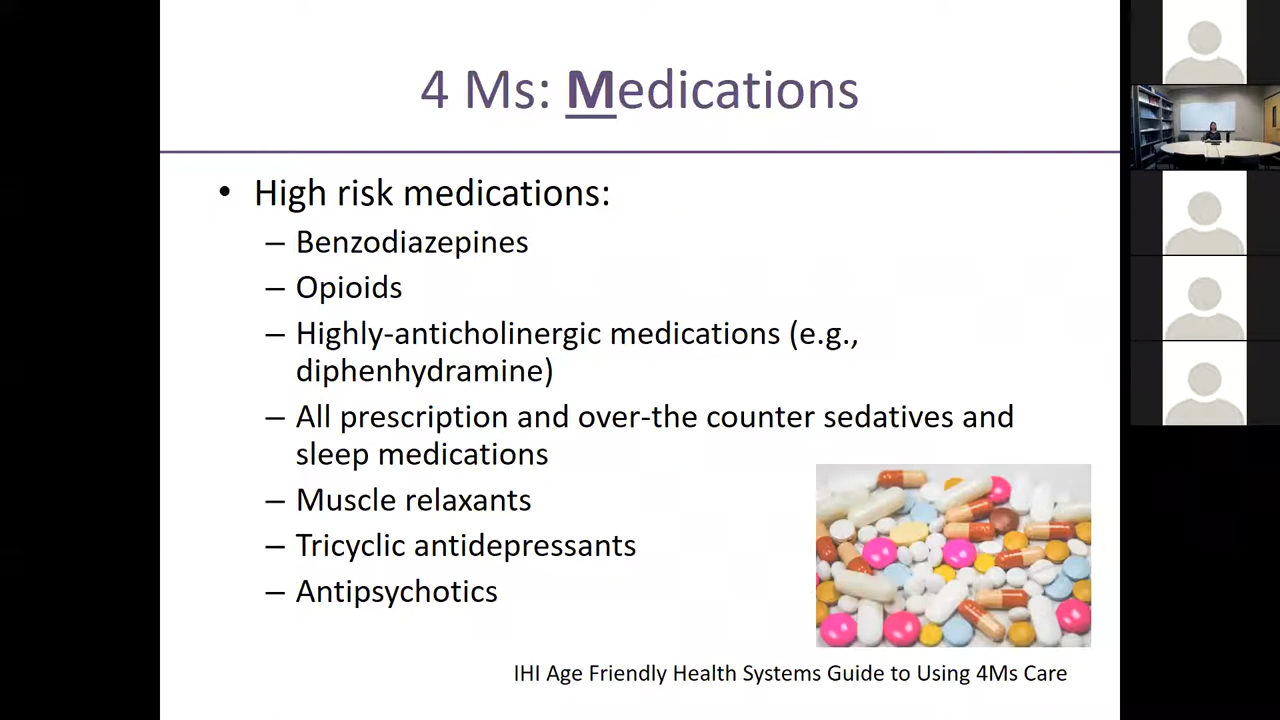 4 Ms: Medications
• High risk medications:
– Benzodiazepines
– Opioids
– Highly-anticholinergic medications (e.g.,
diphenhydramine)
– All prescription and over-the counter sedatives and
sleep medications
– Muscle relaxants
– Tricyclic antidepressants
– Antipsychotics
IHI Age Friendly Health Systems Guide to Using 4Ms Care